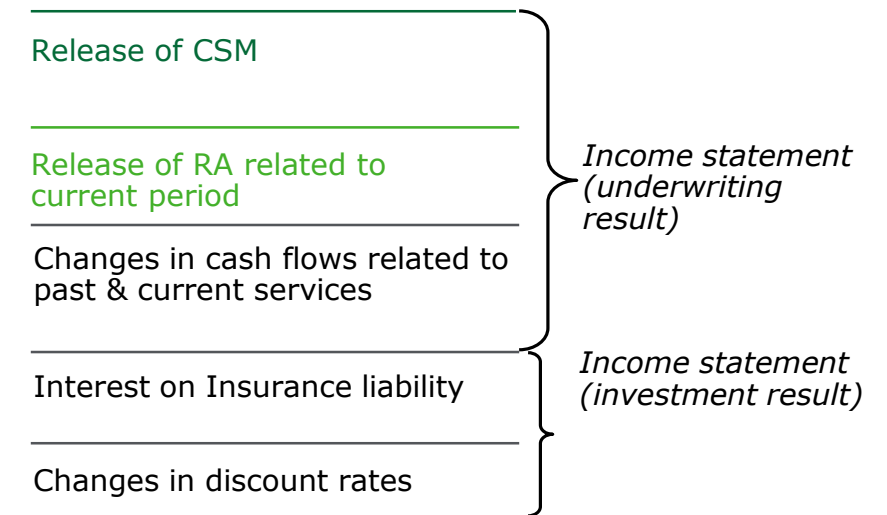 Release of CSM
Release of RA related to
current period
Changes in cash flows related to
past & current services
Income statement
(underwriting
result)
Interest on Insurance liability
Changes in discount rates
Income statement
(investment result)